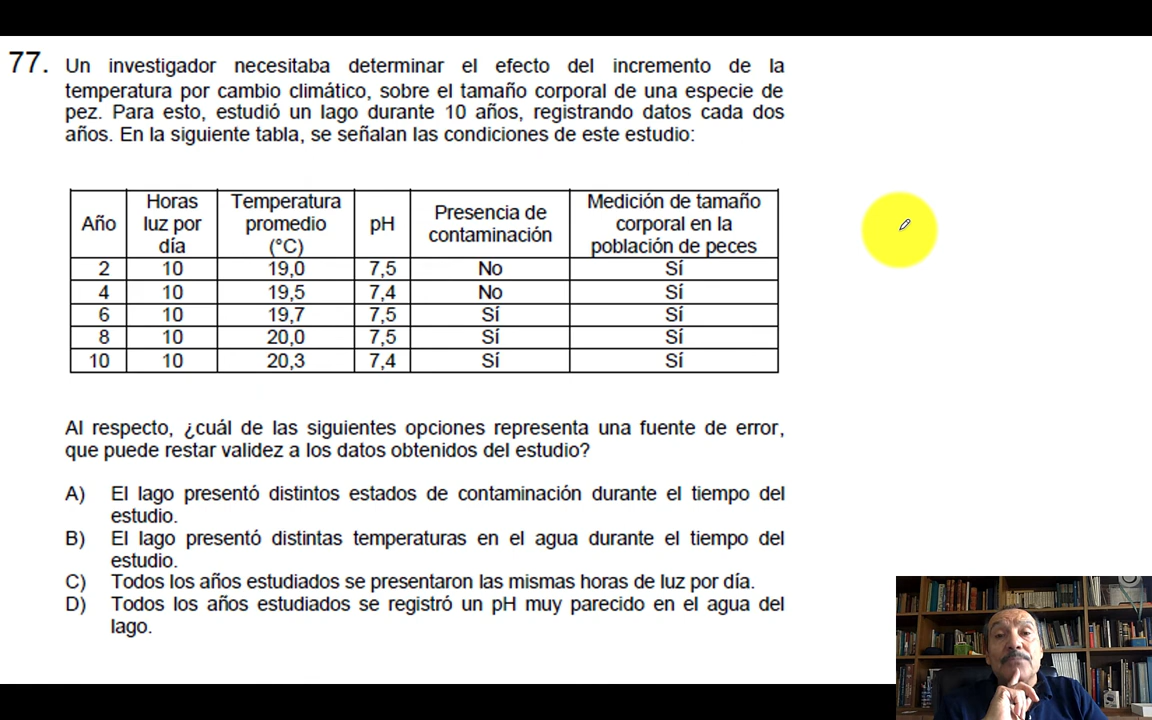 77. Un investigador necesitaba determinar el efecto del incremento de la
temperatura por cambio climático, sobre el tamaño corporal de una especie de
pez. Para esto, estudió un lago durante 10 años, registrando datos cada dos
años. En la siguiente tabla, se señalan las condiciones de este estudio:
Año | Horas luz por día | Temperatura promedio (°C) | pH | Presencia de contaminación | Medición de tamaño corporal en la población de peces
2 | 10 | 19,0 | 7,5 | No | Sí
4 | 10 | 19,5 | 7,4 | No | Sí
6 | 10 | 19,7 | 7,5 | Sí | Sí
8 | 10 | 20,0 | 7,5 | Sí | Sí
10 | 10 | 20,3 | 7,4 | Sí | Sí
Al respecto, ¿cuál de las siguientes opciones representa una fuente de error,
que puede restar validez a los datos obtenidos del estudio?
A) El lago presentó distintos estados de contaminación durante el tiempo del
estudio.
B) El lago presentó distintas temperaturas en el agua durante el tiempo del
estudio.
C) Todos los años estudiados se presentaron las mismas horas de luz por día.
D) Todos los años estudiados se registró un pH muy parecido en el agua del
lago.